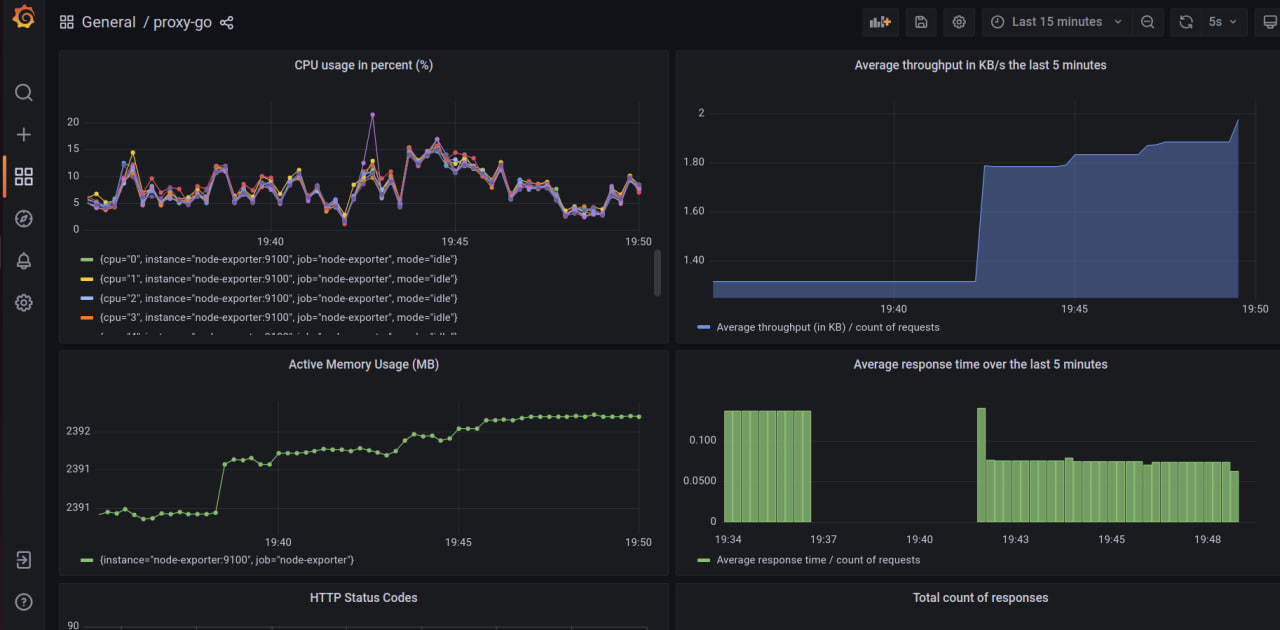 General / proxy-go
Last 15 minutes
5s
CPU usage in percent (%)
20
15
10
5
0
19:40
19:45
19:50
{cpu="0", instance="node-exporter:9100", job="node-exporter", mode="idle"}
{cpu="1", instance="node-exporter:9100", job="node-exporter", mode="idle"}
{cpu="2", instance="node-exporter:9100", job="node-exporter", mode="idle"}
{cpu="3", instance="node-exporter:9100", job="node-exporter", mode="idle"}
Average throughput in KB/s the last 5 minutes
2
1.80
1.60
1.40
19:40
19:45
19:50
Average throughput (in KB) / count of requests
Active Memory Usage (MB)
2392
2391
2391
19:40
19:45
19:50
{instance="node-exporter:9100", job="node-exporter"}
Average response time over the last 5 minutes
0.100
0.0500
0
19:34
19:37
19:40
19:43
19:45
19:48
Average response time / count of requests
HTTP Status Codes
90
Total count of responses